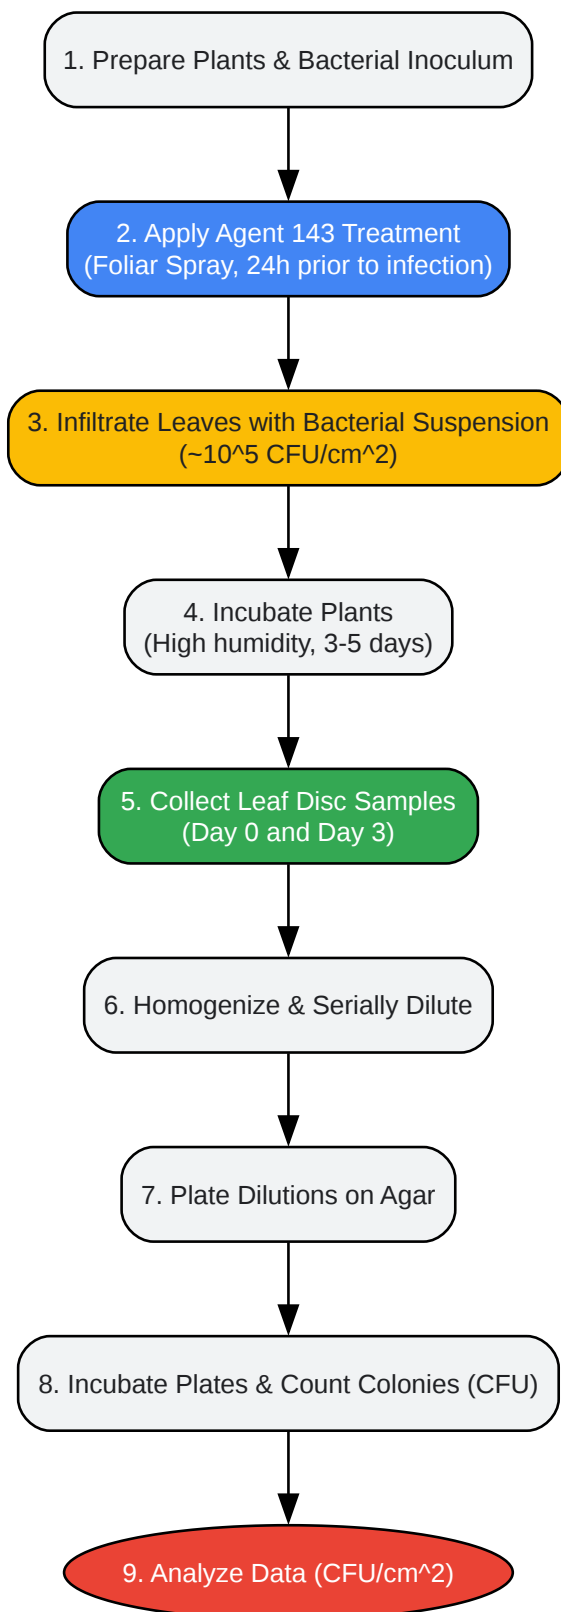 1. Prepare Plants & Bacterial Inoculum
2. Apply Agent 143 Treatment
(Foliar Spray, 24h prior to infection)
3. Infiltrate Leaves with Bacterial Suspension
(~10^5 CFU/cm^2)
4. Incubate Plants
(High humidity, 3-5 days)
5. Collect Leaf Disc Samples
(Day 0 and Day 3)
6. Homogenize & Serially Dilute
7. Plate Dilutions on Agar
8. Incubate Plates & Count Colonies (CFU)
9. Analyze Data (CFU/cm^2)